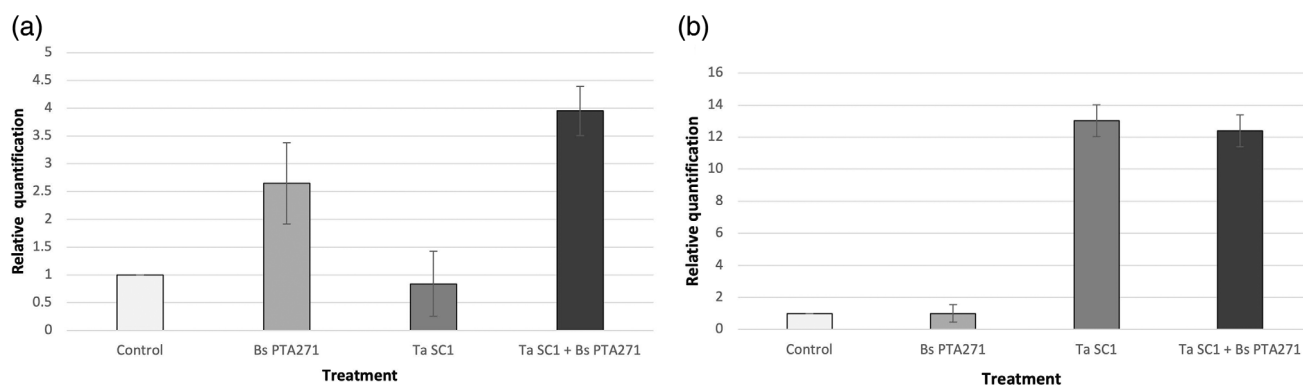 (a)
Relative quantification
5
4.5
4
3.5
3
2.5
2
1.5
1
0.5
0
Control
Bs PTA271
Ta SC1
Ta SC1 + Bs PTA271
Treatment
(b)
Relative quantification
16
14
12
10
8
6
4
2
0
Control
Bs PTA271
Ta SC1
Ta SC1 + Bs PTA271
Treatment